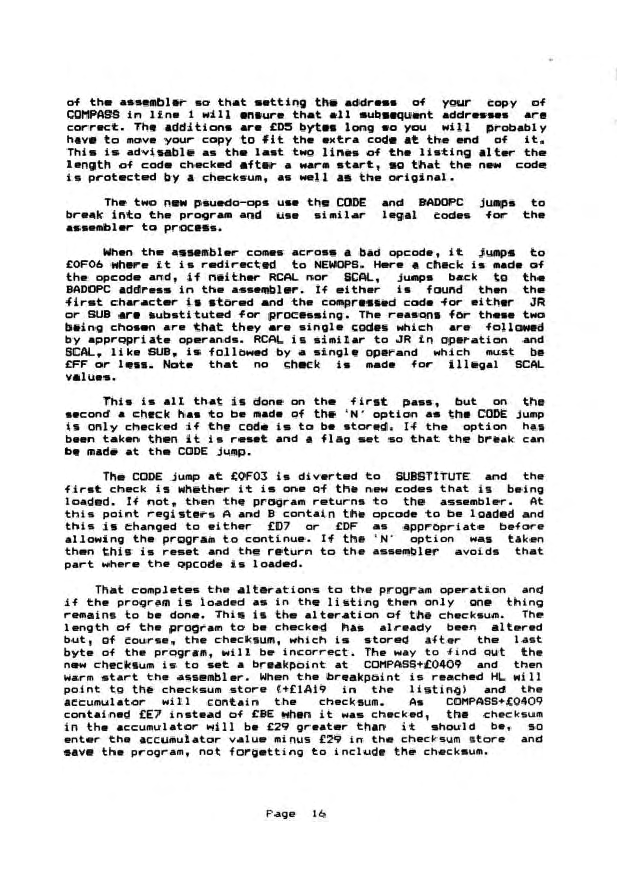 of the assembler so that setting the address of your copy of
COMPASS in line 1 will ensure that all subsequent addresses are
correct. The additions are £D5 bytes long so you will probably
have to move your copy to fit the extra code at the end of it.
This is advisable as the last two lines of the listing alter the
length of code checked after a warm start, so that the new code
is protected by a checksum, as well as the original.
The two new psuedo-ops use the CODE and BADOPC jumps to
break into the program and use similar legal codes for the
assembler to process.
When the assembler comes across a bad opcode, it jumps to
£0F06 where it is redirected to NEWOPS. Here a check is made of
the opcode and, if neither RCAL nor SCAL, jumps back to the
BADOPC address in the assembler. If either is found then the
first character is stored and the compressed code for either JR
or SUB are substituted for processing. The reasons for these two
being chosen are that they are single codes which are followed
by appropriate operands. RCAL is similar to JR in operation and
SCAL, like SUB, is followed by a single operand which must be
£FF or less. Note that no check is made for illegal SCAL
values.
This is all that is done on the first pass, but on the
second a check has to be made of the 'N' option as the CODE jump
is only checked if the code is to be stored. If the option has
been taken then it is reset and a flag set so that the break can
be made at the CODE jump.
The CODE jump at £0F03 is diverted to SUBSTITUTE and the
first check is whether it is one of the new codes that is being
loaded. If not, then the program returns to the assembler. At
this point registers A and B contain the opcode to be loaded and
this is changed to either £D7 or £DF as appropriate before
allowing the program to continue. If the 'N' option was taken
then this is reset and the return to the assembler avoids that
part where the opcode is loaded.
That completes the alterations to the program operation and
if the program is loaded as in the listing then only one thing
remains to be done. This is the alteration of the checksum. The
length of the program to be checked has already been altered
but, of course, the checksum, which is stored after the last
byte of the program, will be incorrect. The way to find out the
new checksum is to set a breakpoint at COMPASS+£0409 and then
warm start the assembler. When the breakpoint is reached HL will
point to the checksum store (+£1A19 in the listing) and the
accumulator will contain the checksum. As COMPASS+£0409
contained £E7 instead of £BE when it was checked, the checksum
in the accumulator will be £29 greater than it should be, so
enter the accumulator value minus £29 in the checksum store and
save the program, not forgetting to include the checksum.
Page 16